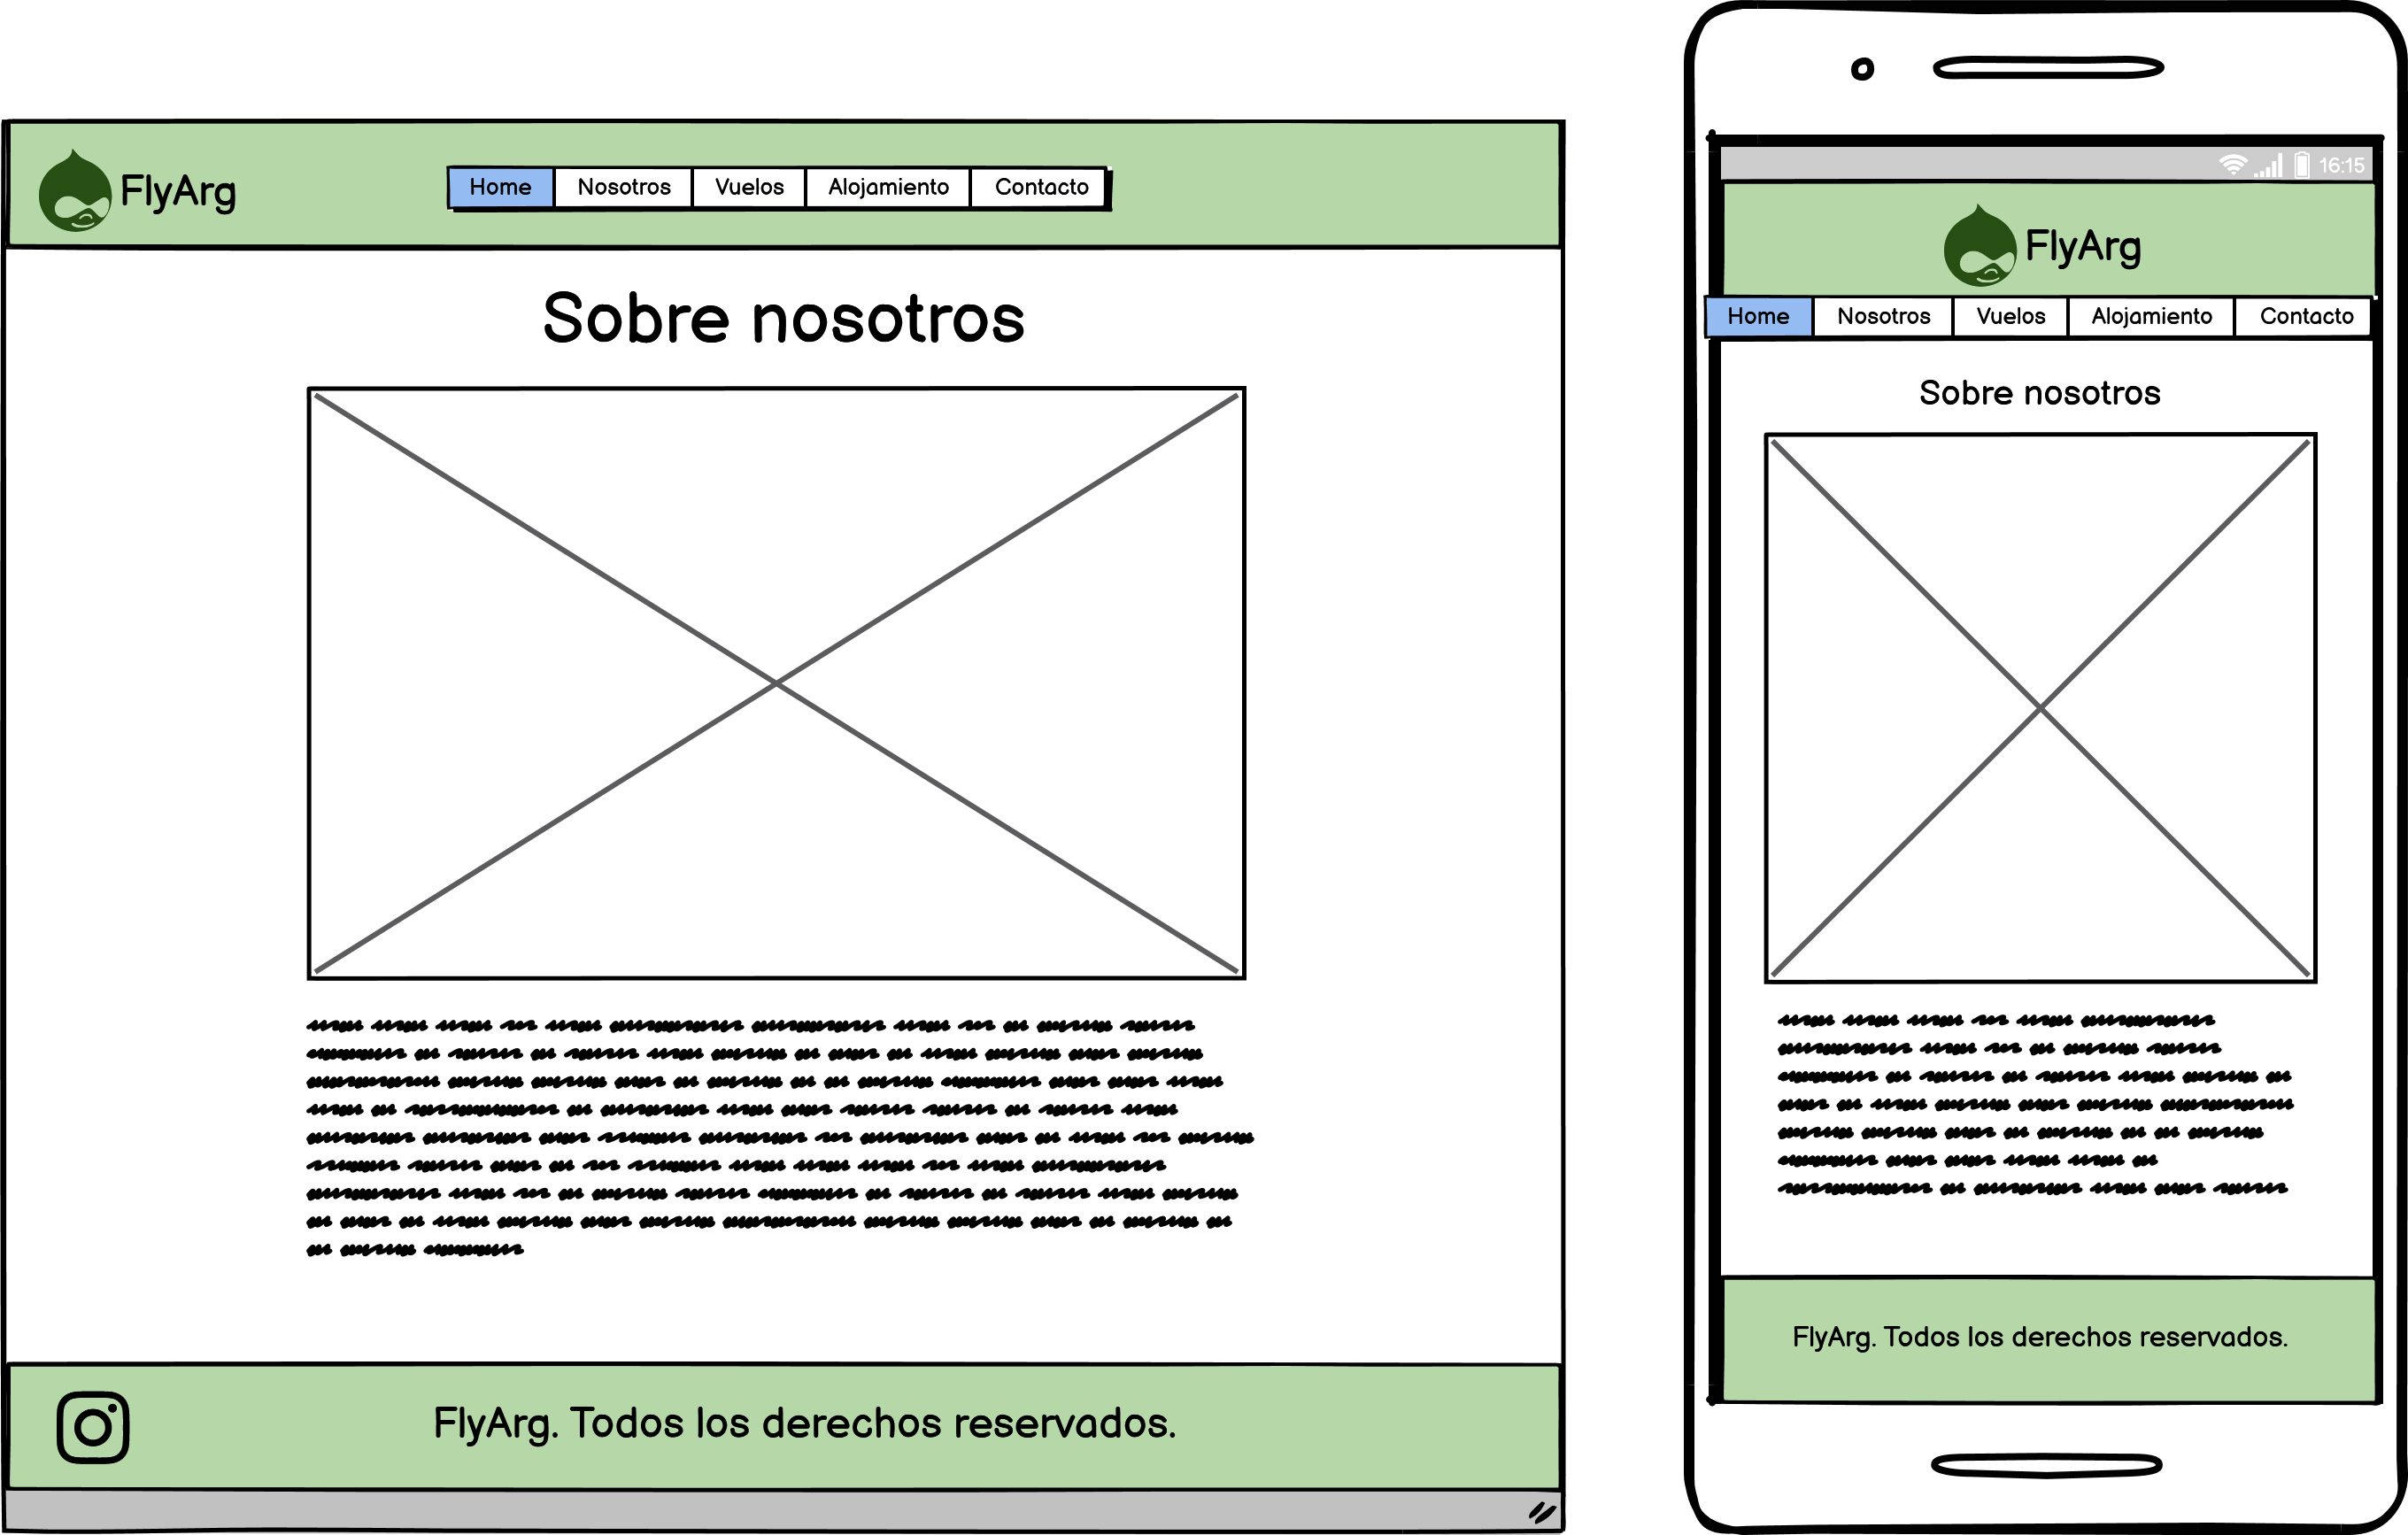 FlyArg
Home Nosotros Vuelos Alojamiento Contacto
Sobre nosotros
FlyArg. Todos los derechos reservados.
16:15
FlyArg
Home Nosotros Vuelos Alojamiento Contacto
Sobre nosotros
FlyArg. Todos los derechos reservados.